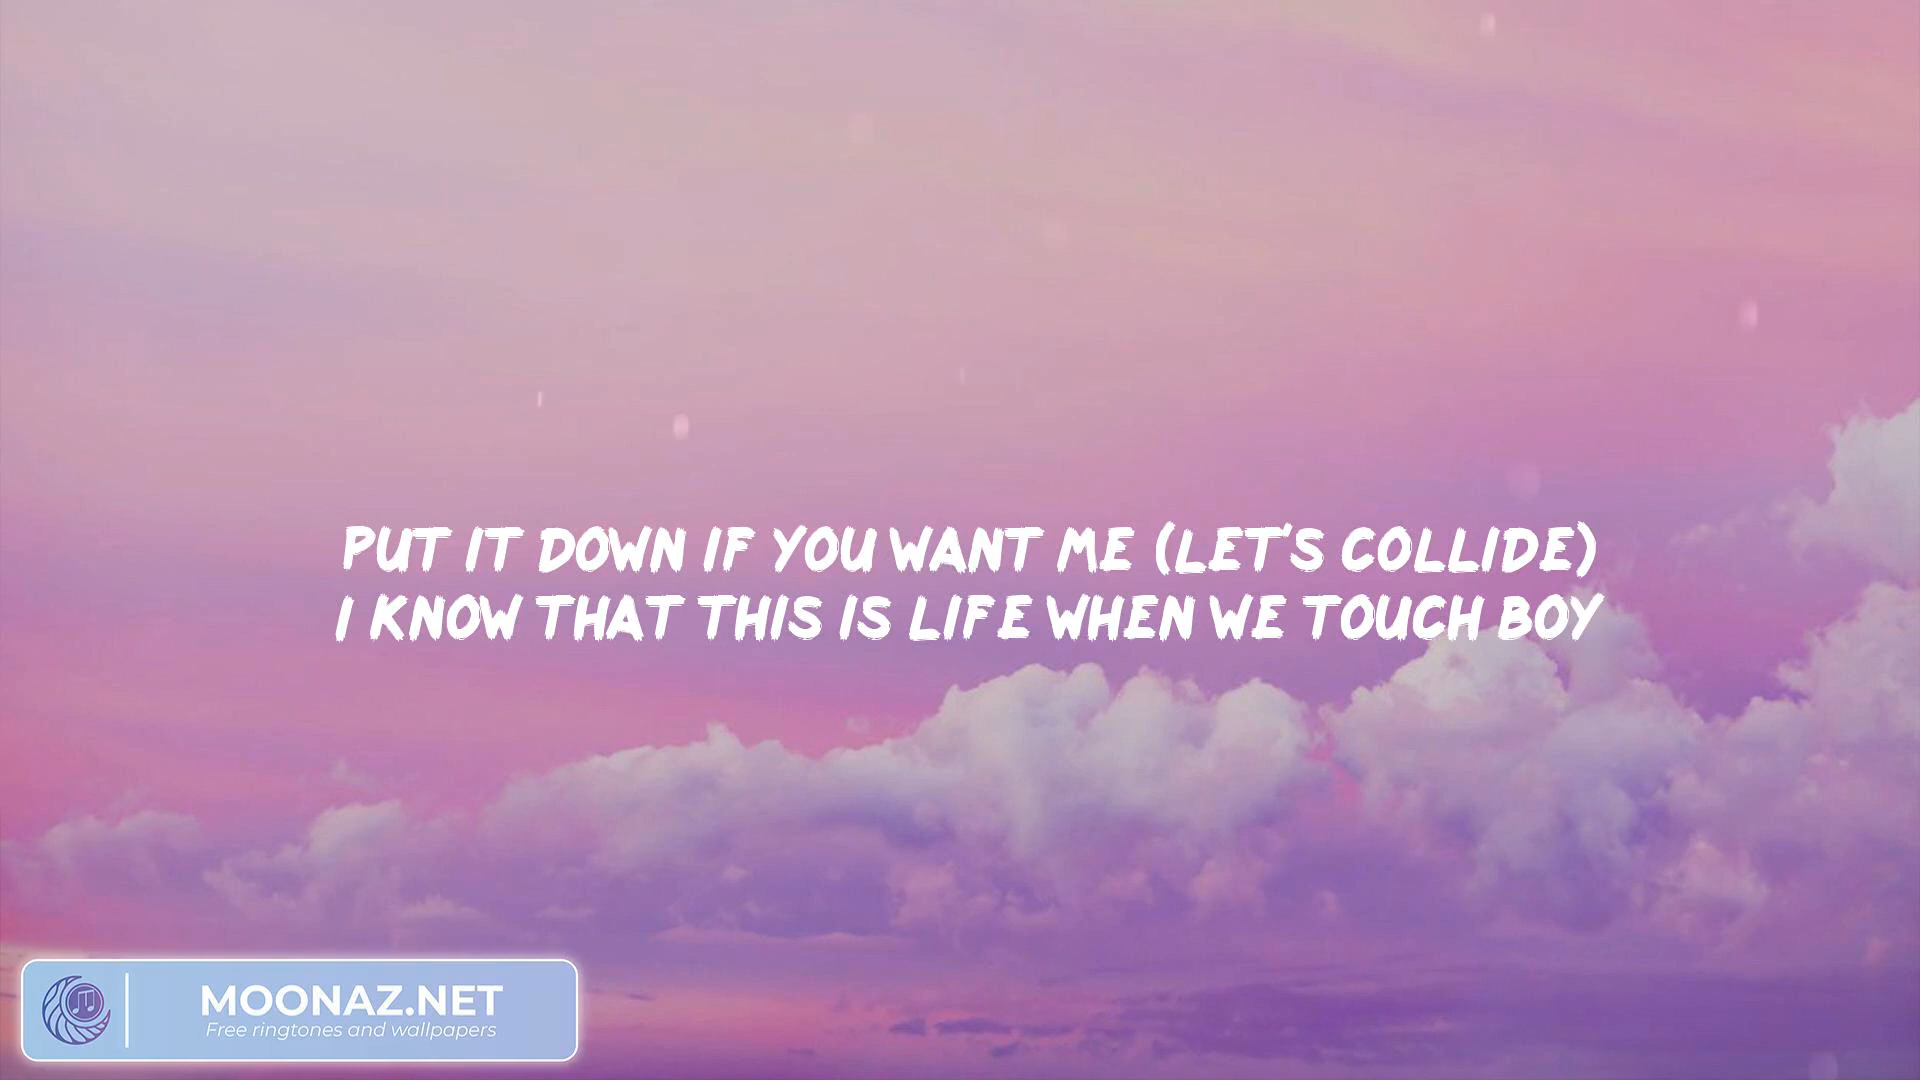 PUT IT DOWN IF YOU WANT ME (LET'S COLLIDE)
I KNOW THAT THIS IS LIFE WHEN WE TOUCH BOY
MOONAZ.NET
Free ringtones and wallpapers